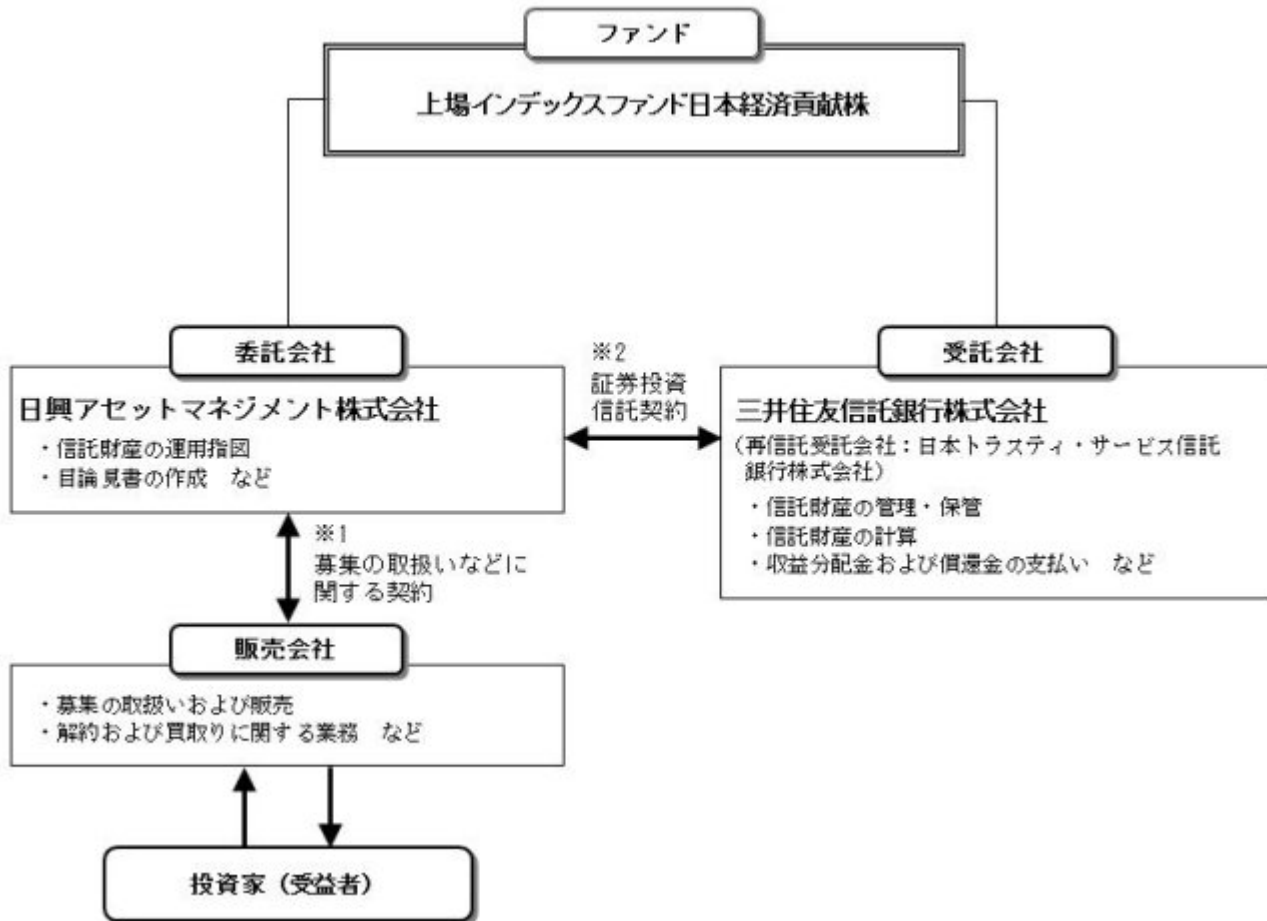 ファンド
上場インデックスファンド日本経済貢献株
委託会社
日興アセットマネジメント株式会社
・信託財産の運用指図
・目論見書の作成　など
※2
証券投資
信託契約
受託会社
三井住友信託銀行株式会社
（再信託受託会社：日本トラスティ・サービス信託
銀行株式会社）
・信託財産の管理・保管
・信託財産の計算
・収益分配金および償還金の支払い　など
※1
募集の取扱いなどに
関する契約
販売会社
・募集の取扱いおよび販売
・解約および買取りに関する業務　など
投資家（受益者）